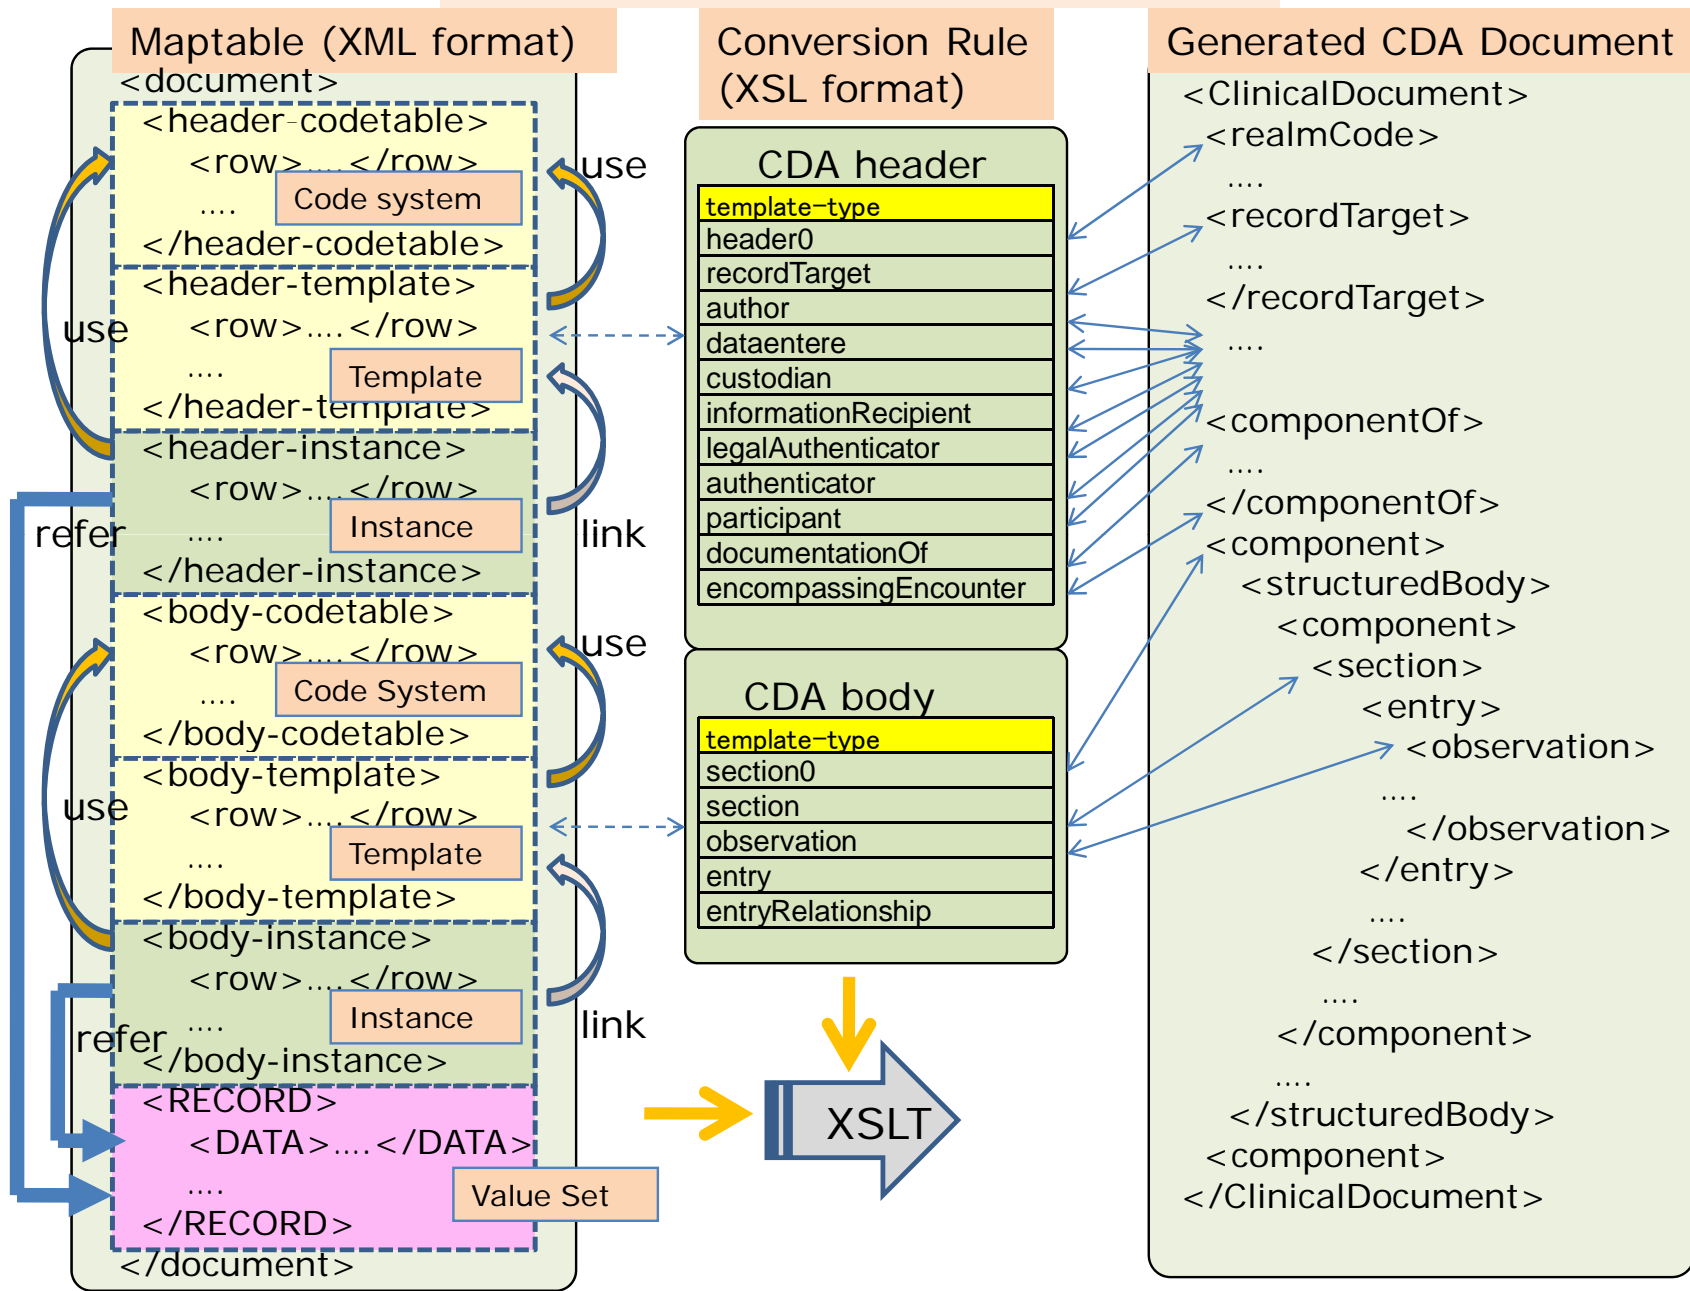 Maptable (XML format)
<document>
<header-codetable>
<row>....</row>
....
Code system
</header-codetable>
<header-template>
<row>....</row>
....
Template
</header-template>
<header-instance>
<row>....</row>
....
Instance
</header-instance>
<body-codetable>
<row>....</row>
....
Code System
</body-codetable>
<body-template>
<row>....</row>
....
Template
</body-template>
<body-instance>
<row>....</row>
....
Instance
</body-instance>
<RECORD>
<DATA>....</DATA>
....
Value Set
</RECORD>
</document>
use
use
refer
link
use
use
refer
link
Conversion Rule
(XSL format)
CDA header
template-type
header0
recordTarget
author
dataentere
custodian
informationRecipient
legalAuthenticator
authenticator
participant
documentationOf
encompassingEncounter
CDA body
template-type
section0
section
observation
entry
entryRelationship
XSLT
Generated CDA Document
<ClinicalDocument>
<realmCode>
....
<recordTarget>
....
</recordTarget>
....
<componentOf>
....
</componentOf>
<component>
<structuredBody>
<component>
<section>
<entry>
<observation>
....
</observation>
</entry>
....
</section>
....
</component>
....
</structuredBody>
<component>
</ClinicalDocument>